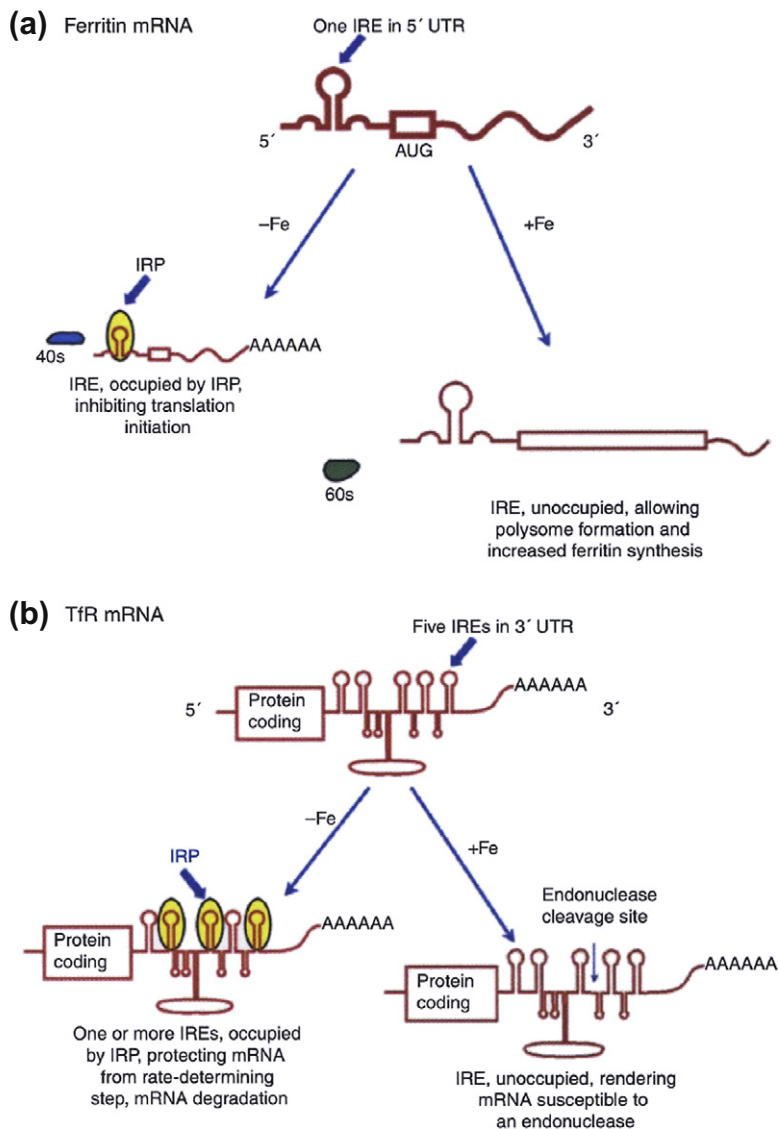 (a) Ferritin mRNA
One IRE in 5´ UTR
5´
AUG
3´
–Fe
+Fe
IRP
40s
AAAAAA
IRE, occupied by IRP,
inhibiting translation
initiation
60s
IRE, unoccupied, allowing
polysome formation and
increased ferritin synthesis
(b) TfR mRNA
Five IREs in 3´ UTR
5´
Protein
coding
AAAAAA
3´
–Fe
+Fe
IRP
Protein
coding
AAAAAA
One or more IREs, occupied
by IRP, protecting mRNA
from rate-determining
step, mRNA degradation
Endonuclease
cleavage site
Protein
coding
AAAAAA
IRE, unoccupied, rendering
mRNA susceptible to
an endonuclease